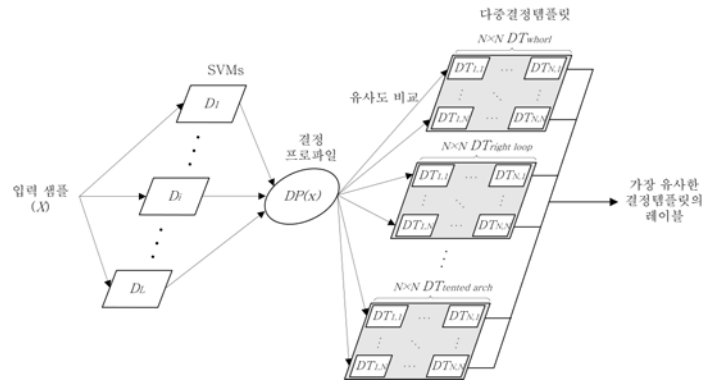 다중결정템플릿
N×N DTwhorl
SVMs
DT1,1 ... DTN,1
D1
유사도 비교
DT1,N ... DTN,N
결정
프로파일
N×N DTright loop
입력 샘플
(X)
Di
DP(x)
DT1,1 ... DTN,1
DT1,N ... DTN,N
가장 유사한
결정템플릿의
레이블
DL
N×N DTtented arch
DT1,1 ... DTN,1
DT1,N ... DTN,N